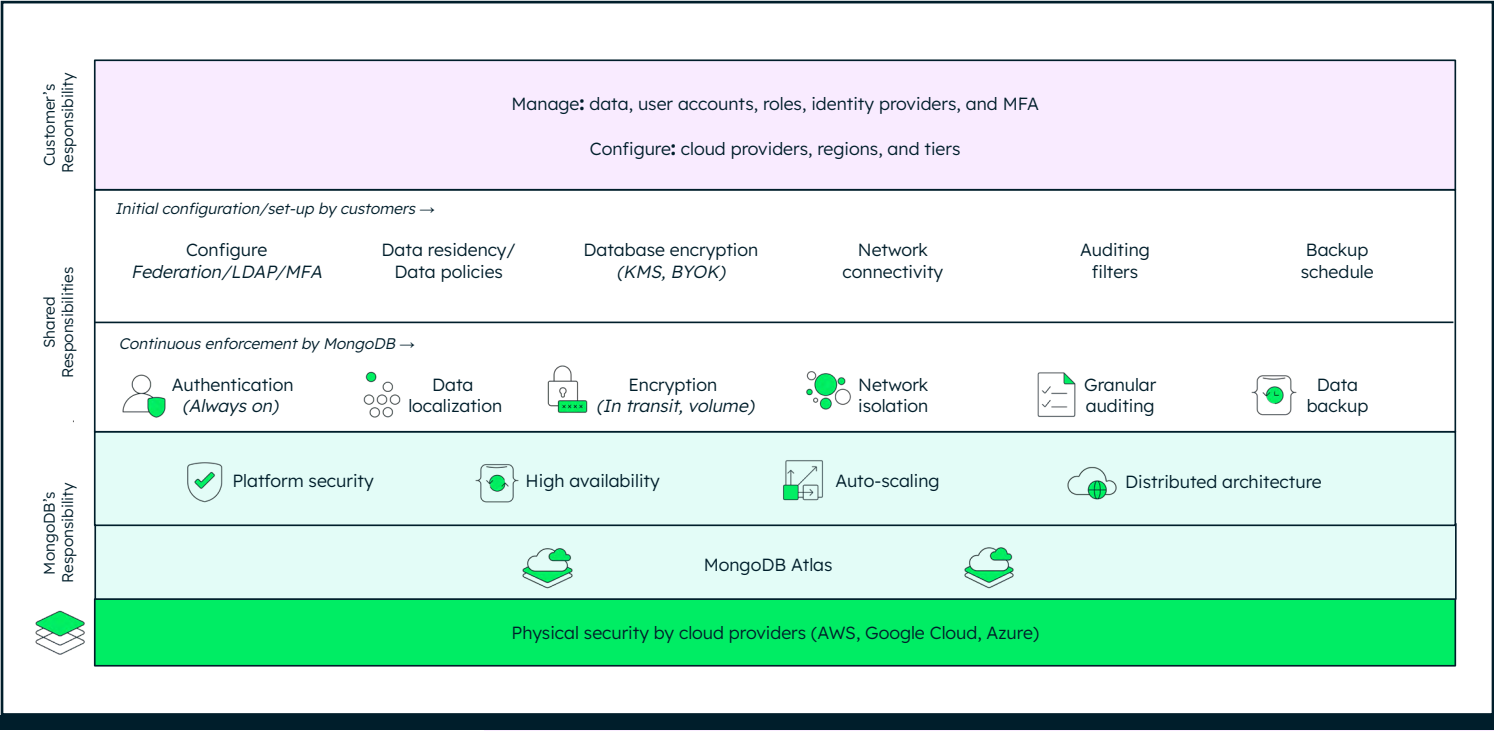 Customer's
Responsibility
Manage: data, user accounts, roles, identity providers, and MFA
Configure: cloud providers, regions, and tiers
Shared
Responsibilities
Initial configuration/set-up by customers →
Configure
Federation/LDAP/MFA
Data residency/
Data policies
Database encryption
(KMS, BYOK)
Network
connectivity
Auditing
filters
Backup
schedule
Continuous enforcement by MongoDB →
Authentication
(Always on)
Data
localization
Encryption
(In transit, volume)
Network
isolation
Granular
auditing
Data
backup
MongoDB's
Responsibility
Platform security
High availability
Auto-scaling
Distributed architecture
MongoDB Atlas
Physical security by cloud providers (AWS, Google Cloud, Azure)